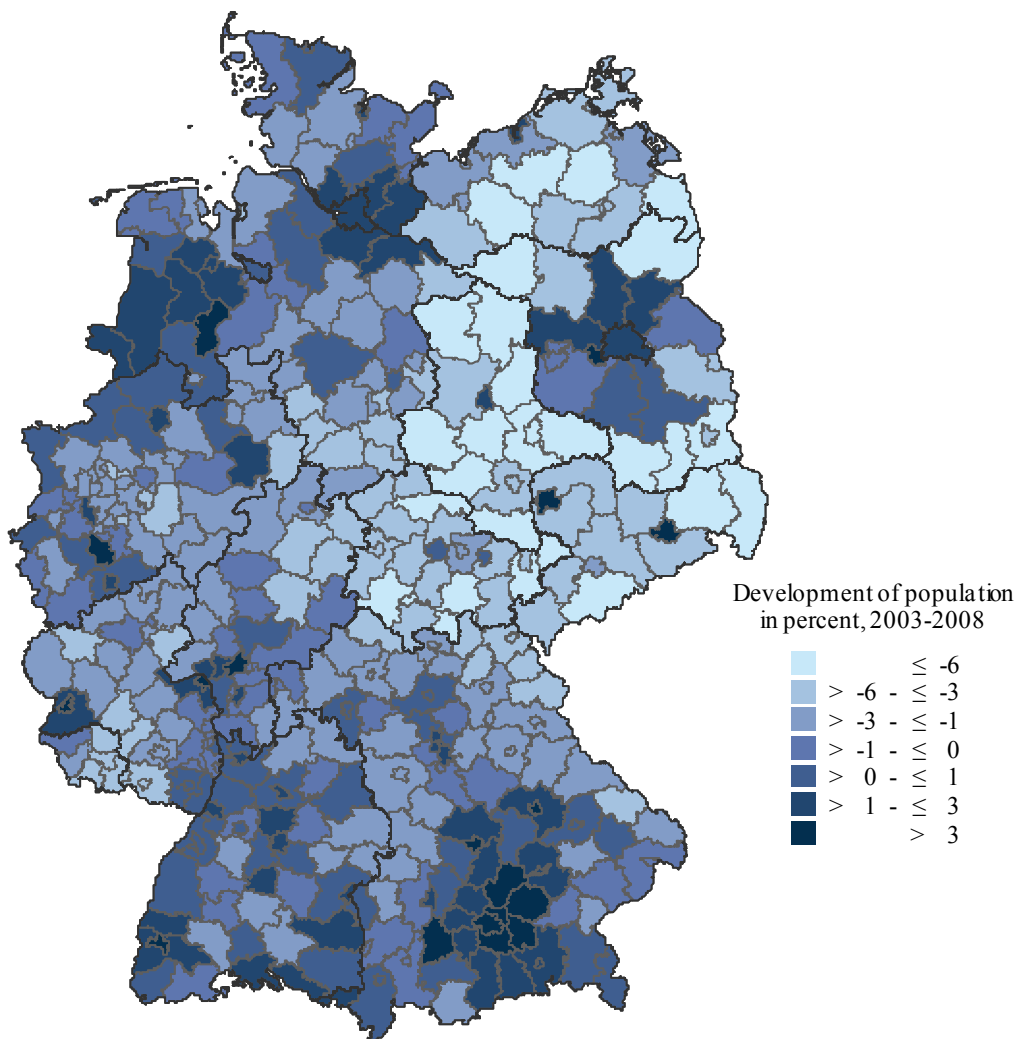 Development of population
in percent, 2003-2008
≤ -6
> -6 - ≤ -3
> -3 - ≤ -1
> -1 - ≤ 0
> 0 - ≤ 1
> 1 - ≤ 3
> 3